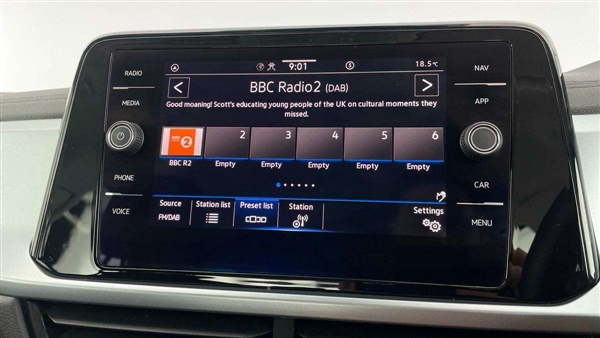 RADIO
MEDIA
PHONE
VOICE
9:01
18.5°C
BBC Radio2 (DAB)
Good moaning! Scott's educating young people of the UK on cultural moments they
missed.
2
2 3 4 5 6
BBC R2 Empty Empty Empty Empty Empty
Source Station list Preset list Station Settings
FM/DAB
NAV
APP
CAR
MENU